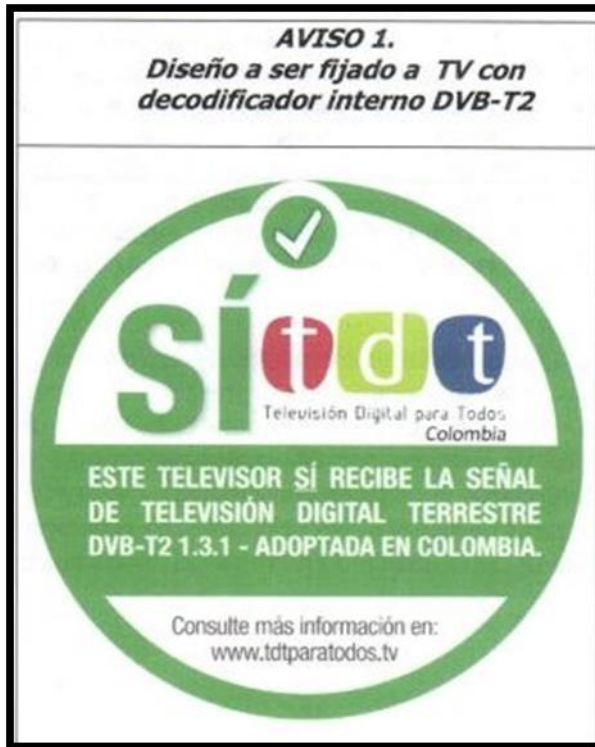 AVISO 1.
Diseño a ser fijado a TV con
decodificador interno DVB-T2
SÍ tdt
Televisión Digital para Todos
Colombia
ESTE TELEVISOR SÍ RECIBE LA SEÑAL
DE TELEVISIÓN DIGITAL TERRESTRE
DVB-T2 1.3.1 - ADOPTADA EN COLOMBIA.
Consulte más información en:
www.tdtparatodos.tv